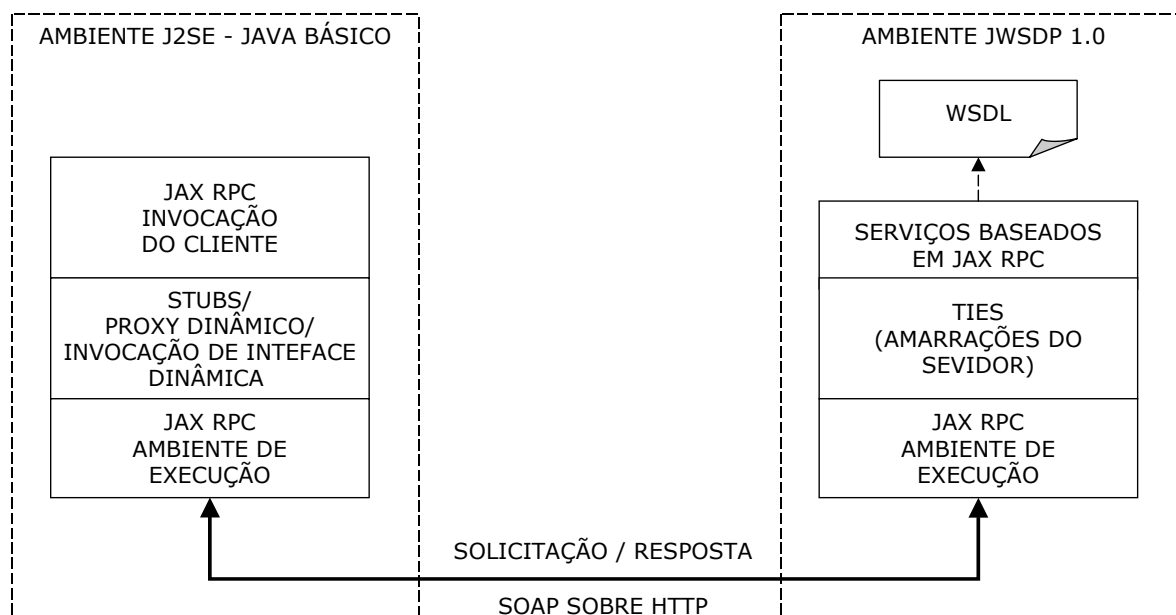 AMBIENTE J2SE - JAVA BÁSICO
JAX RPC
INVOCAÇÃO
DO CLIENTE
STUBS/
PROXY DINÂMICO/
INVOCAÇÃO DE INTEFACE
DINÂMICA
JAX RPC
AMBIENTE DE
EXECUÇÃO
AMBIENTE JWSDP 1.0
WSDL
SERVIÇOS BASEADOS
EM JAX RPC
TIES
(AMARRAÇÕES DO
SEVIDOR)
JAX RPC
AMBIENTE DE
EXECUÇÃO
SOLICITAÇÃO / RESPOSTA
SOAP SOBRE HTTP